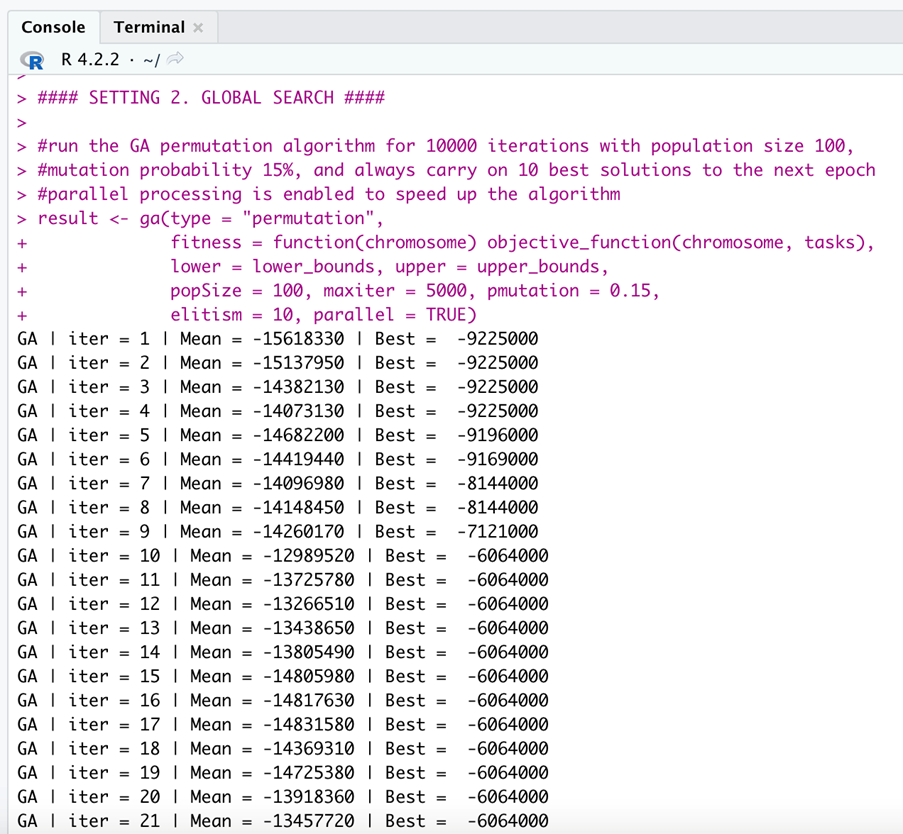 Console Terminal ×
R R 4.2.2 · ~/
>
> #### SETTING 2. GLOBAL SEARCH ####
>
> #run the GA permutation algorithm for 10000 iterations with population size 100,
> #mutation probability 15%, and always carry on 10 best solutions to the next epoch
> #parallel processing is enabled to speed up the algorithm
> result <- ga(type = "permutation",
+              fitness = function(chromosome) objective_function(chromosome, tasks),
+              lower = lower_bounds, upper = upper_bounds,
+              popSize = 100, maxiter = 5000, pmutation = 0.15,
+              elitism = 10, parallel = TRUE)
GA | iter = 1 | Mean = -15618330 | Best =  -9225000
GA | iter = 2 | Mean = -15137950 | Best =  -9225000
GA | iter = 3 | Mean = -14382130 | Best =  -9225000
GA | iter = 4 | Mean = -14073130 | Best =  -9225000
GA | iter = 5 | Mean = -14682200 | Best =  -9196000
GA | iter = 6 | Mean = -14419440 | Best =  -9169000
GA | iter = 7 | Mean = -14096980 | Best =  -8144000
GA | iter = 8 | Mean = -14148450 | Best =  -8144000
GA | iter = 9 | Mean = -14260170 | Best =  -7121000
GA | iter = 10 | Mean = -12989520 | Best =  -6064000
GA | iter = 11 | Mean = -13725780 | Best =  -6064000
GA | iter = 12 | Mean = -13266510 | Best =  -6064000
GA | iter = 13 | Mean = -13438650 | Best =  -6064000
GA | iter = 14 | Mean = -13805490 | Best =  -6064000
GA | iter = 15 | Mean = -14805980 | Best =  -6064000
GA | iter = 16 | Mean = -14817630 | Best =  -6064000
GA | iter = 17 | Mean = -14831580 | Best =  -6064000
GA | iter = 18 | Mean = -14369310 | Best =  -6064000
GA | iter = 19 | Mean = -14725380 | Best =  -6064000
GA | iter = 20 | Mean = -13918360 | Best =  -6064000
GA | iter = 21 | Mean = -13457720 | Best =  -6064000